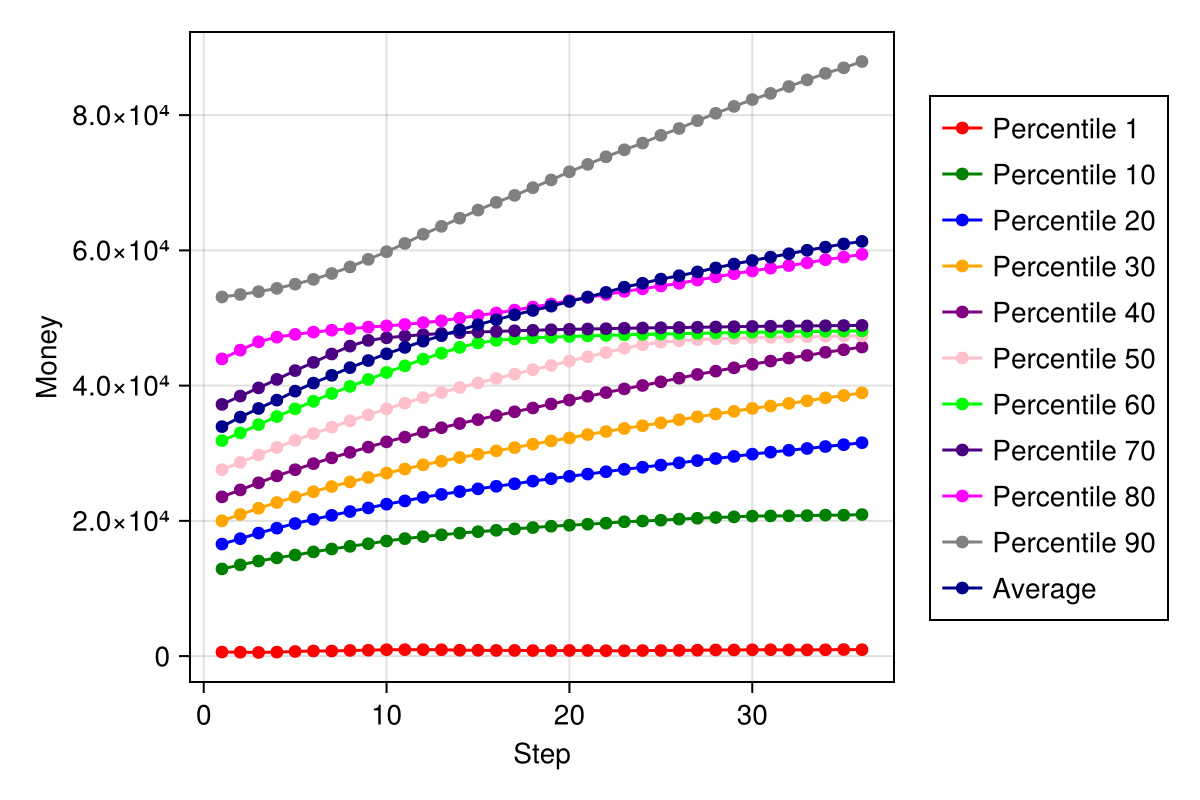 8.0×10⁴
6.0×10⁴
4.0×10⁴
2.0×10⁴
0
Money
0 10 20 30
Step
Percentile 1
Percentile 10
Percentile 20
Percentile 30
Percentile 40
Percentile 50
Percentile 60
Percentile 70
Percentile 80
Percentile 90
Average